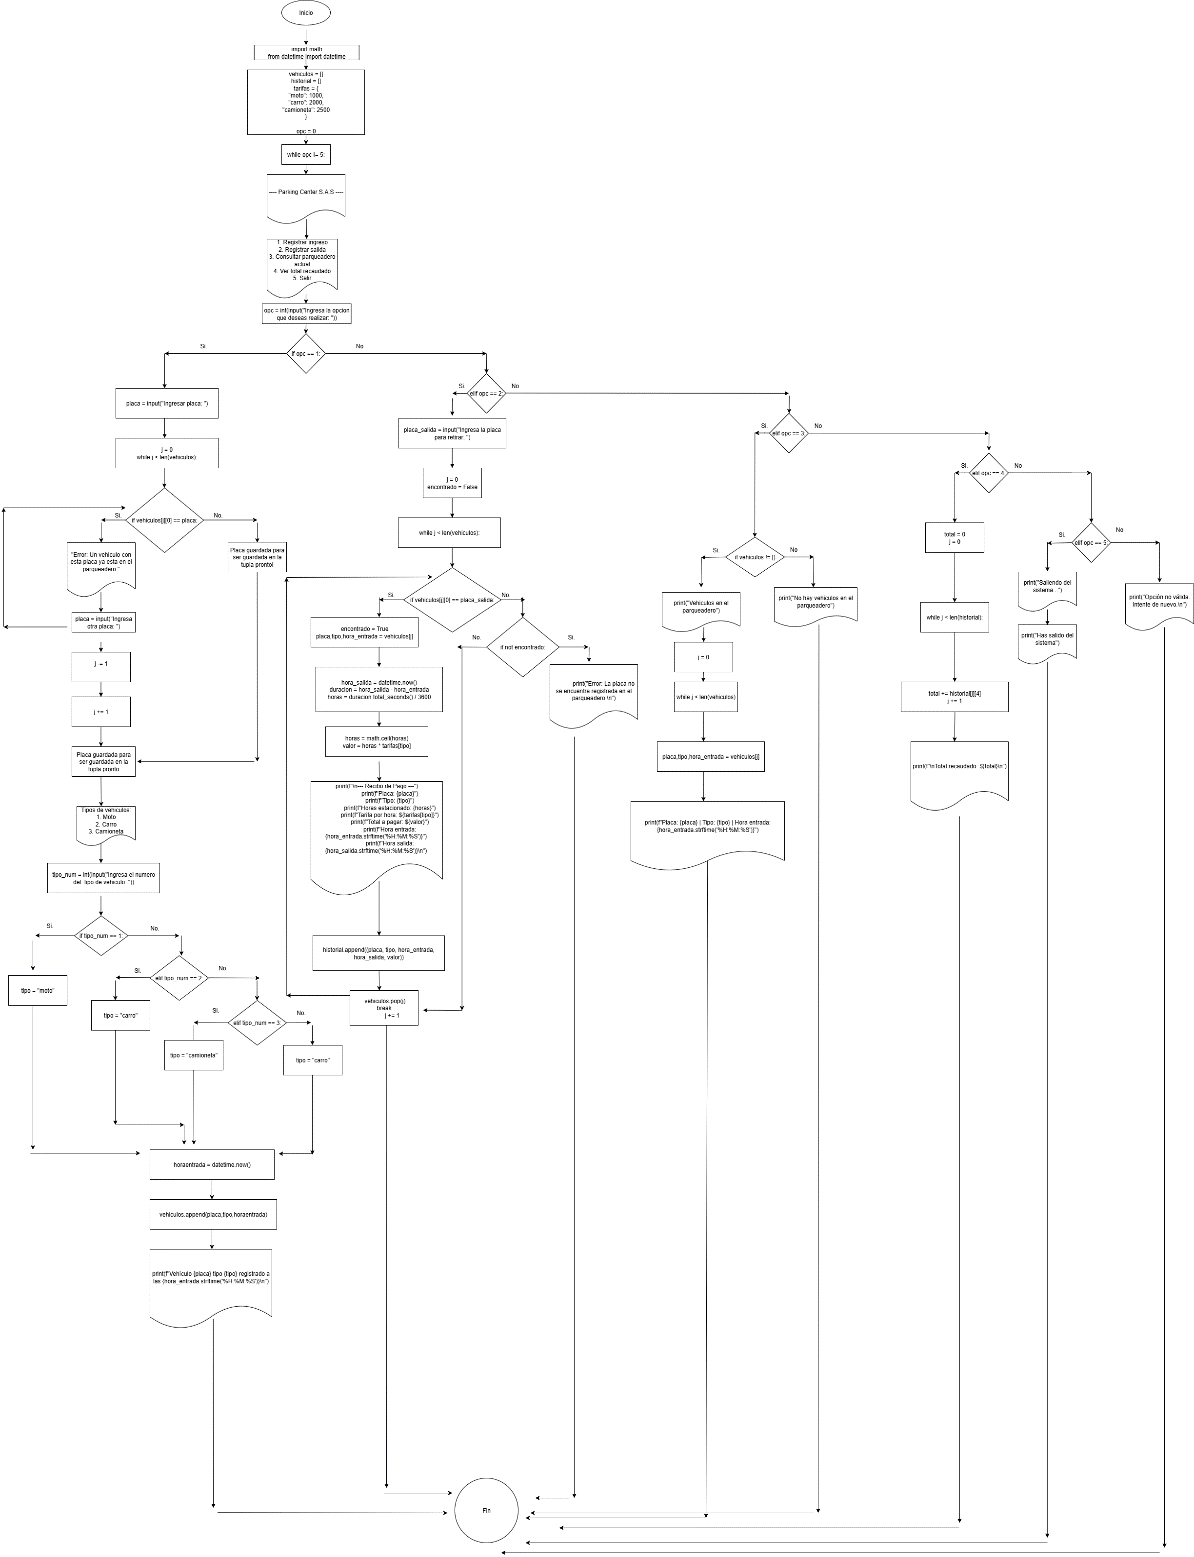 Inicio
import math
from datetime import datetime
vehiculos = []
historial = []
tarifas = {
"moto": 1000,
"carro": 2000,
"camioneta": 2500
}
opc = 0
while opc != 5:
---- Parking Center S.A.S ----
1. Registrar ingreso
2. Registrar salida
3. Consultar parqueadero
actual
4. Ver total recaudado
5. Salir
opc = int(input("Ingresa la opcion
que deseas realizar: "))
if opc == 1:
Si.
No
placa = input("Ingresar placa: ")
j = 0
while j < len(vehiculos):
if vehiculos[j][0] == placa:
Si.
No.
"Error: Un vehiculo con
esta placa ya esta en el
parqueadero "
Placa guardada para
ser guardada en la
tupla pronto!
placa = input("Ingresa
otra placa: ")
j = 1
j += 1
Placa guardada para
ser guardada en la
tupla pronto
Tipos de vehiculos
1. Moto
2. Carro
3. Camioneta
tipo_num = int(input("Ingresa el numero
del tipo de vehiculo: "))
if tipo_num == 1:
Si.
No.
tipo = "moto"
elif tipo_num == 2
Si.
No.
tipo = "carro"
elif tipo_num == 3:
Si.
No.
tipo = "camioneta"
tipo = "carro"
horaentrada = datetime.now()
vehiculos.append(placa,tipo,horaentrada)
print(f"Vehículo {placa} tipo {tipo} registrado a
las {hora_entrada.strftime('%H:%M:%S')}\n")
elif opc == 2:
Si.
No
placa_salida = input("Ingresa la placa
para retirar: ")
j = 0
encontrado = False
while j < len(vehiculos):
if vehiculos[j][0] == placa_salida:
Si.
No.
encontrado = True
placa,tipo,hora_entrada = vehiculos[j]
hora_salida = datetime.now()
duracion = hora_salida - hora_entrada
horas = duracion.total_seconds() / 3600
horas = math.ceil(horas)
valor = horas * tarifas[tipo]
print("\n--- Recibo de Pago ---")
print(f"Placa: {placa}")
print(f"Tipo: {tipo}")
print(f"Horas estacionado: {horas}")
print(f"Tarifa por hora: ${tarifas[tipo]}")
print(f"Total a pagar: ${valor}")
print(f"Hora entrada:
{hora_entrada.strftime('%H:%M:%S')}")
print(f"Hora salida:
{hora_salida.strftime('%H:%M:%S')}\n")
historial.append((placa, tipo, hora_entrada,
hora_salida, valor))
vehiculos.pop(j)
break
j += 1
if not encontrado:
No.
Si.
print("Error: La placa no
se encuentra registrada en el
parqueadero.\n")
elif opc == 3
Si.
No
if vehiculos != []
Si.
No
print("Vehiculos en el
parqueadero")
print("No hay vehiculos en el
parqueadero")
j = 0
while j < len(vehiculos)
placa,tipo,hora_entrada = vehiculos[j]
print(f"Placa: {placa} | Tipo: {tipo} | Hora entrada:
{hora_entrada.strftime('%H:%M:%S')}")
elif opc == 4
Si.
No
total = 0
j = 0
while j < len(historial):
total += historial[j][4]
j += 1
print(f"\nTotal recaudado: ${total}\n")
elif opc == 5:
Si.
No
print("Saliendo del
sistema...")
print("Has salido del
sistema")
print("Opción no válida.
Intente de nuevo.\n")
Fin